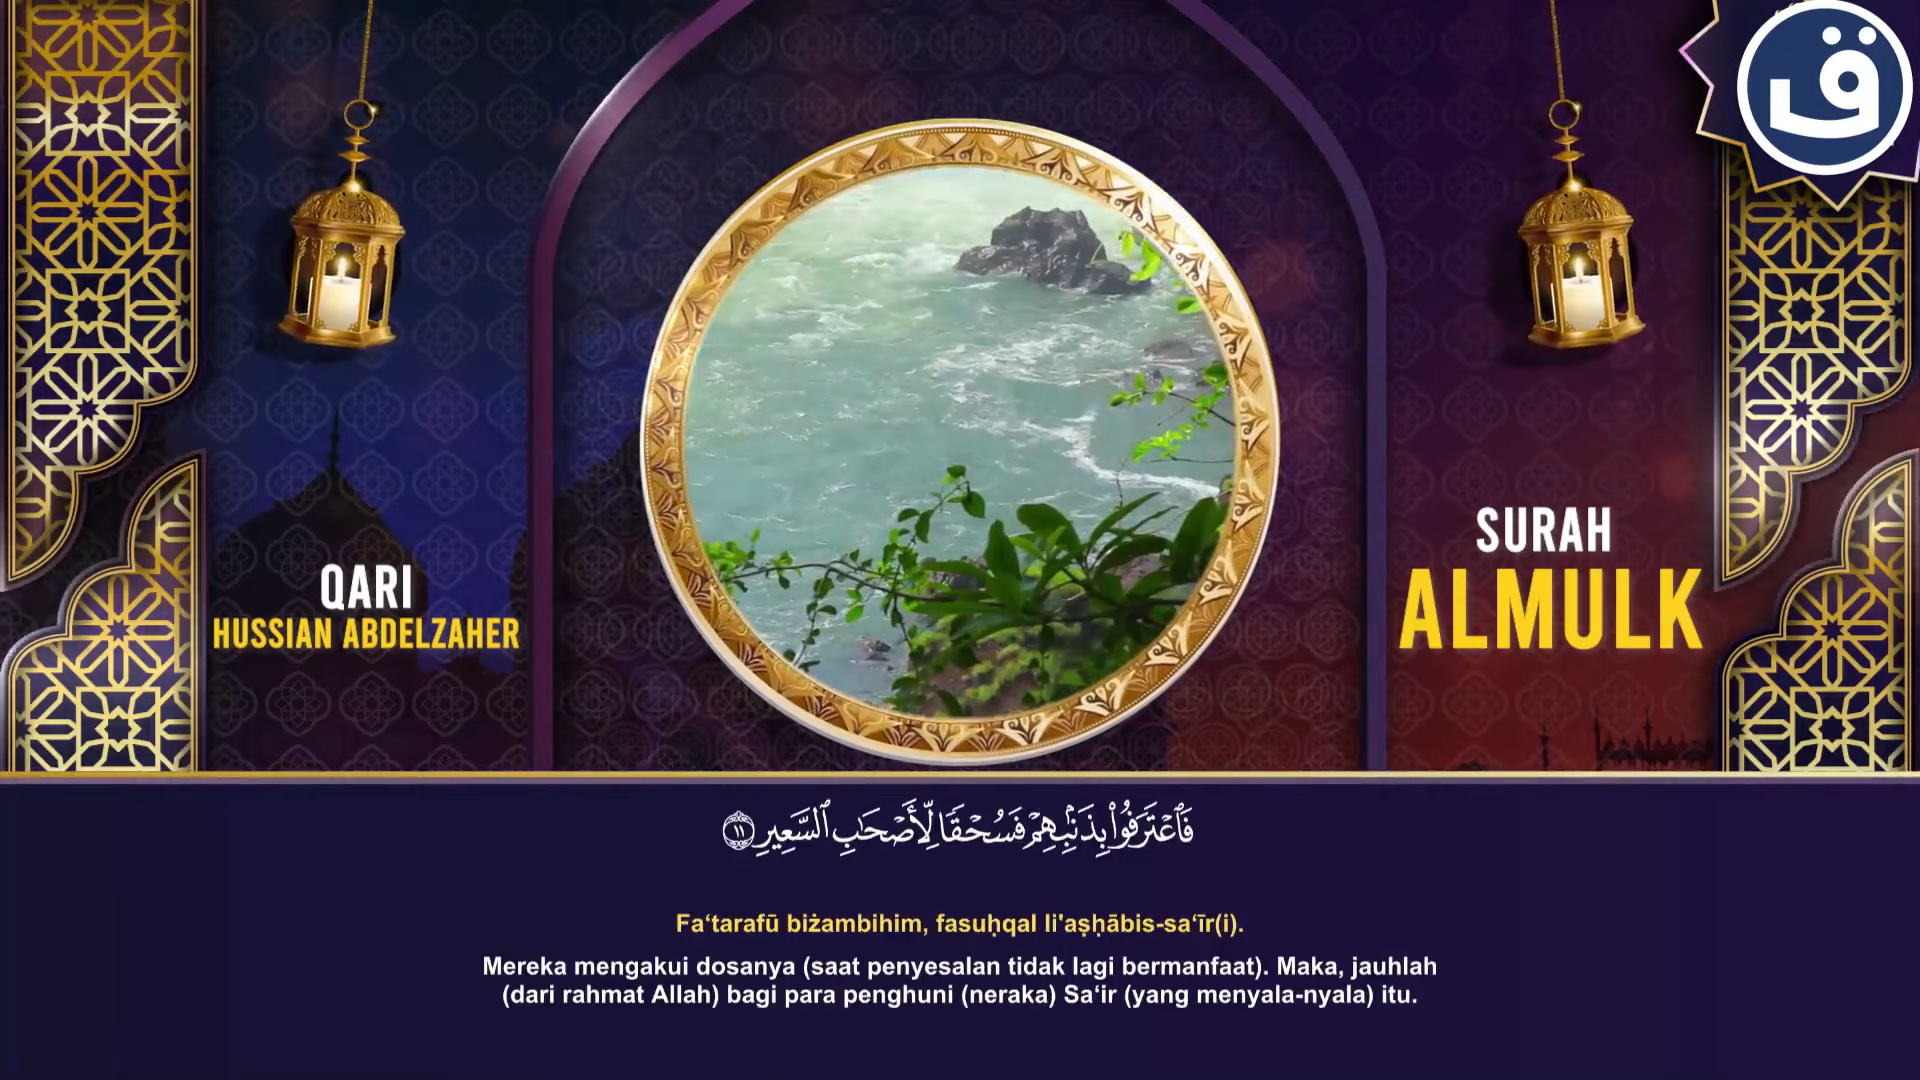 ق
QARI
HUSSIAN ABDELZAHER
SURAH
ALMULK
فَٱعۡتَرَفُواْ بِذَنۢبِهِمۡ فَسُحۡقٗا لِّأَصۡحَٰبِ ٱلسَّعِيرِ ١١
Fa‘tarafū biżambihim, fasuḥqal li'aṣḥābis-sa‘īr(i).
Mereka mengakui dosanya (saat penyesalan tidak lagi bermanfaat). Maka, jauhlah
(dari rahmat Allah) bagi para penghuni (neraka) Sa‘ir (yang menyala-nyala) itu.